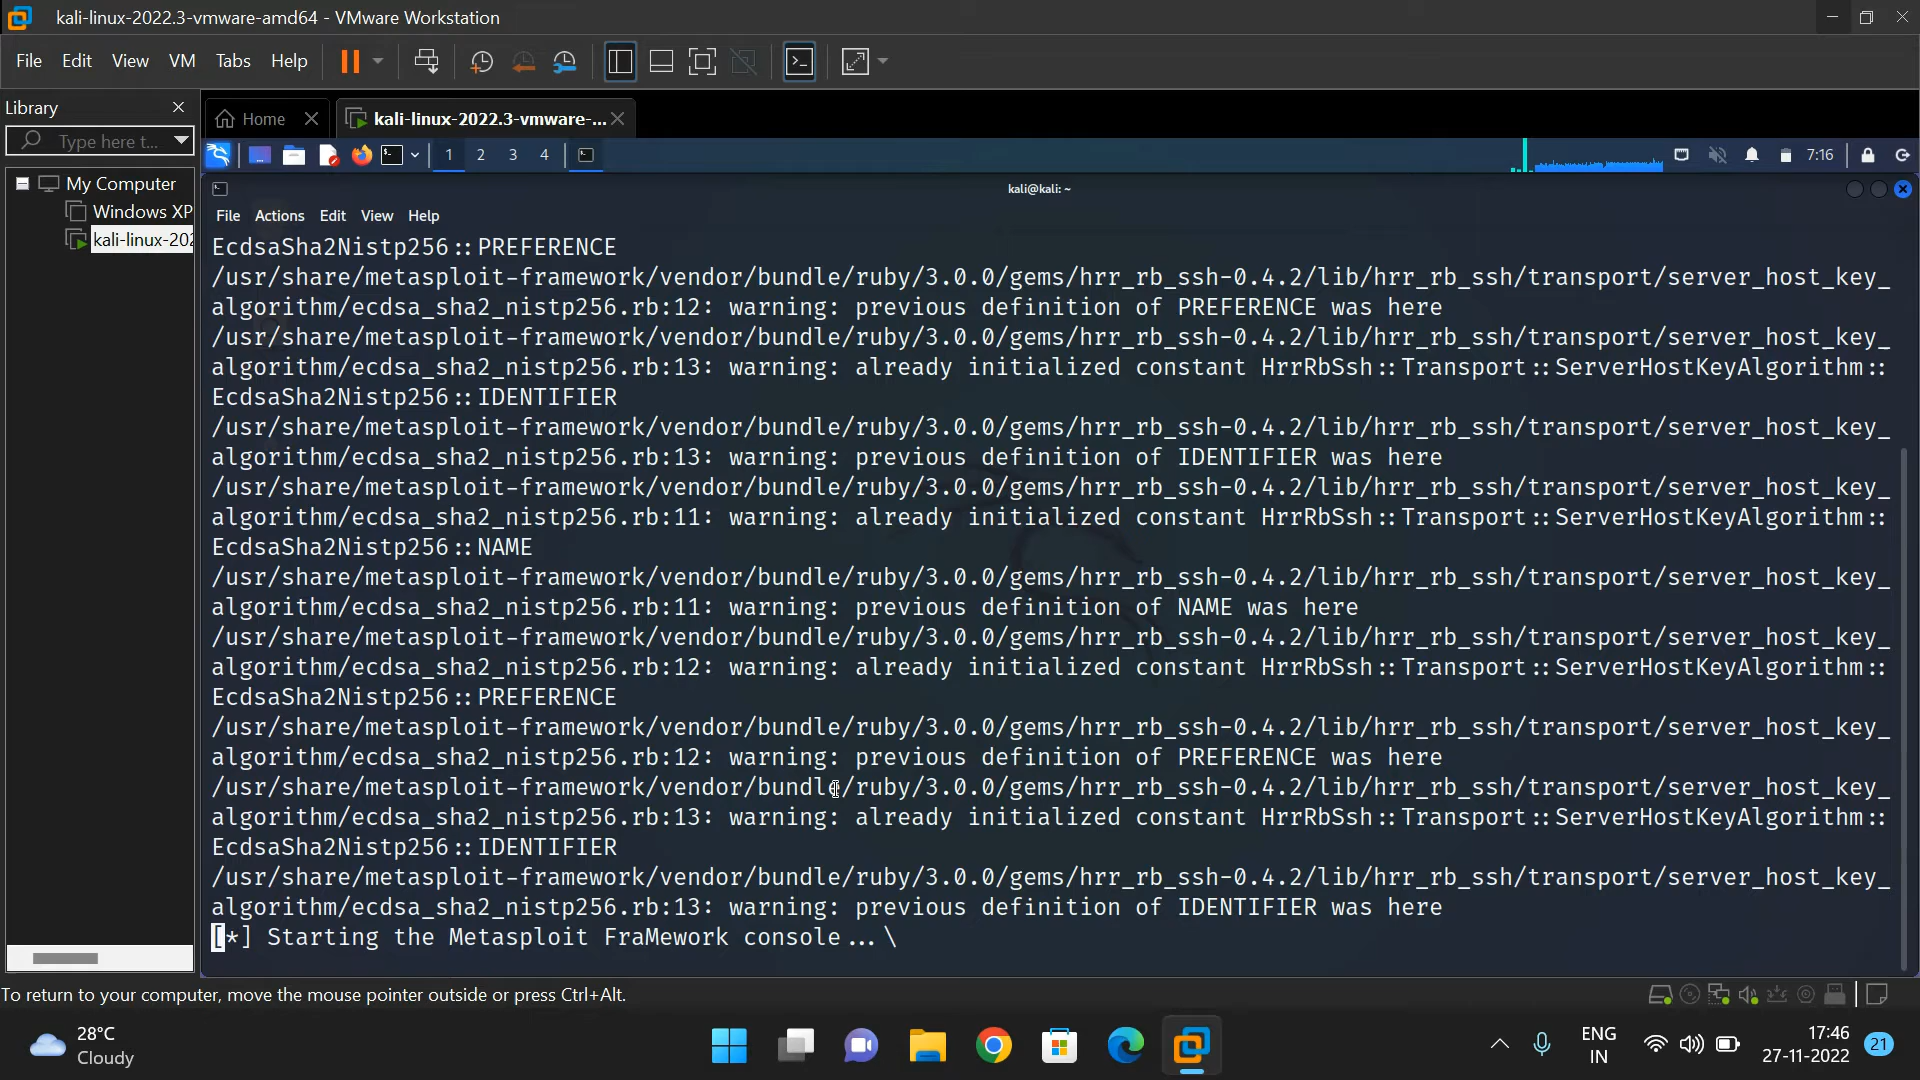 kali-linux-2022.3-vmware-amd64 - VMware Workstation
File Edit View VM Tabs Help
Library
Home
kali-linux-2022.3-vmware-...
Type here t...
1 2 3 4
7:16
My Computer
Windows XP
kali-linux-202
kali@kali: ~
File Actions Edit View Help
EcdsaSha2Nistp256::PREFERENCE
/usr/share/metasploit-framework/vendor/bundle/ruby/3.0.0/gems/hrr_rb_ssh-0.4.2/lib/hrr_rb_ssh/transport/server_host_key_
algorithm/ecdsa_sha2_nistp256.rb:12: warning: previous definition of PREFERENCE was here
/usr/share/metasploit-framework/vendor/bundle/ruby/3.0.0/gems/hrr_rb_ssh-0.4.2/lib/hrr_rb_ssh/transport/server_host_key_
algorithm/ecdsa_sha2_nistp256.rb:13: warning: already initialized constant HrrRbSsh::Transport::ServerHostKeyAlgorithm::
EcdsaSha2Nistp256::IDENTIFIER
/usr/share/metasploit-framework/vendor/bundle/ruby/3.0.0/gems/hrr_rb_ssh-0.4.2/lib/hrr_rb_ssh/transport/server_host_key_
algorithm/ecdsa_sha2_nistp256.rb:13: warning: previous definition of IDENTIFIER was here
/usr/share/metasploit-framework/vendor/bundle/ruby/3.0.0/gems/hrr_rb_ssh-0.4.2/lib/hrr_rb_ssh/transport/server_host_key_
algorithm/ecdsa_sha2_nistp256.rb:11: warning: already initialized constant HrrRbSsh::Transport::ServerHostKeyAlgorithm::
EcdsaSha2Nistp256::NAME
/usr/share/metasploit-framework/vendor/bundle/ruby/3.0.0/gems/hrr_rb_ssh-0.4.2/lib/hrr_rb_ssh/transport/server_host_key_
algorithm/ecdsa_sha2_nistp256.rb:11: warning: previous definition of NAME was here
/usr/share/metasploit-framework/vendor/bundle/ruby/3.0.0/gems/hrr_rb_ssh-0.4.2/lib/hrr_rb_ssh/transport/server_host_key_
algorithm/ecdsa_sha2_nistp256.rb:12: warning: already initialized constant HrrRbSsh::Transport::ServerHostKeyAlgorithm::
EcdsaSha2Nistp256::PREFERENCE
/usr/share/metasploit-framework/vendor/bundle/ruby/3.0.0/gems/hrr_rb_ssh-0.4.2/lib/hrr_rb_ssh/transport/server_host_key_
algorithm/ecdsa_sha2_nistp256.rb:12: warning: previous definition of PREFERENCE was here
/usr/share/metasploit-framework/vendor/bundle/ruby/3.0.0/gems/hrr_rb_ssh-0.4.2/lib/hrr_rb_ssh/transport/server_host_key_
algorithm/ecdsa_sha2_nistp256.rb:13: warning: already initialized constant HrrRbSsh::Transport::ServerHostKeyAlgorithm::
EcdsaSha2Nistp256::IDENTIFIER
/usr/share/metasploit-framework/vendor/bundle/ruby/3.0.0/gems/hrr_rb_ssh-0.4.2/lib/hrr_rb_ssh/transport/server_host_key_
algorithm/ecdsa_sha2_nistp256.rb:13: warning: previous definition of IDENTIFIER was here
[*] Starting the Metasploit FraMework console...\
To return to your computer, move the mouse pointer outside or press Ctrl+Alt.
28°C
Cloudy
ENG
IN
17:46
27-11-2022
21